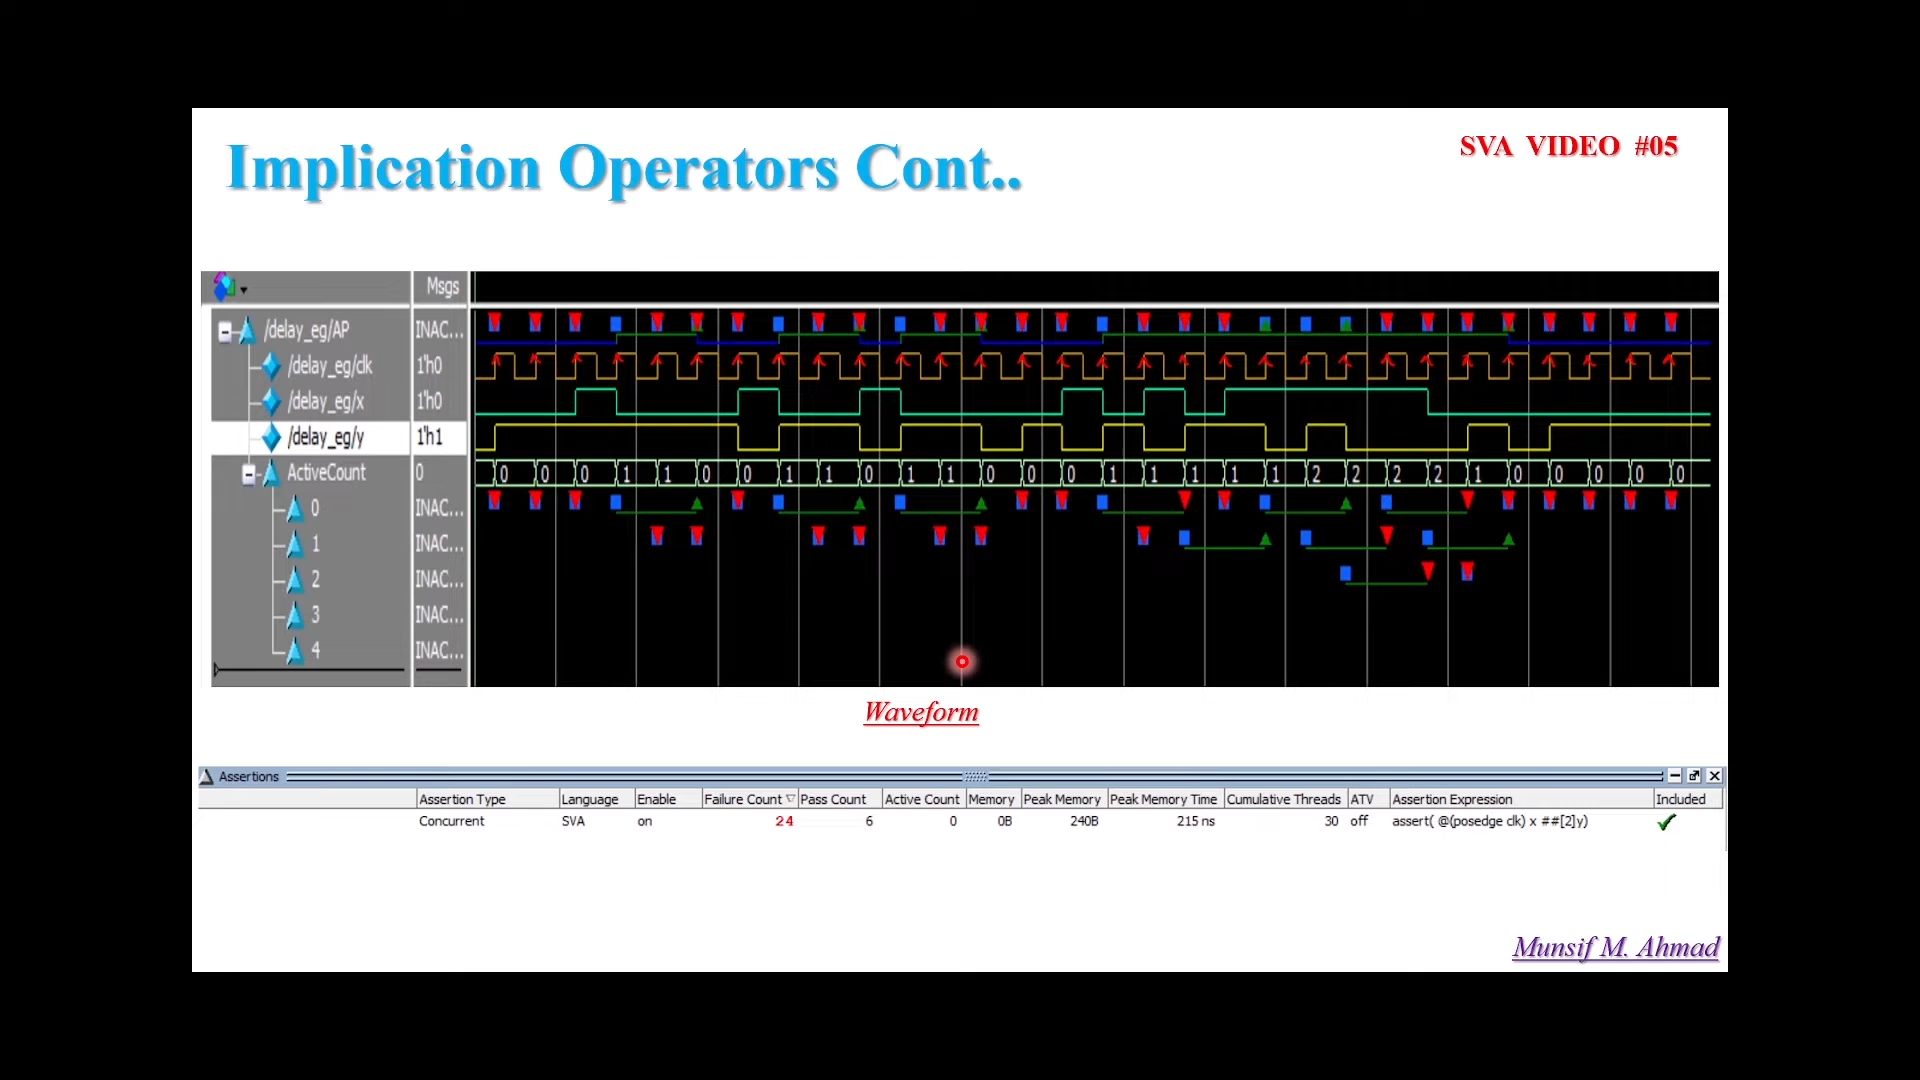 Implication Operators Cont..
SVA VIDEO #05
Msgs
/delay_eg/AP INAC...
/delay_eg/clk 1'h0
/delay_eg/x 1'h0
/delay_eg/y 1'h1
ActiveCount 0 0 0 0 1 1 0 0 1 1 0 1 1 0 0 0 1 1 1 1 1 2 2 2 2 1 0 0 0 0 0
0 INAC...
1 INAC...
2 INAC...
3 INAC...
4 INAC...
Waveform
Assertions
Assertion Type Language Enable Failure Count Pass Count Active Count Memory Peak Memory Peak Memory Time Cumulative Threads ATV Assertion Expression Included
Concurrent SVA on 24 6 0 0B 240B 215 ns 30 off assert( @(posedge clk) x ##[2]y)
Munsif M. Ahmad